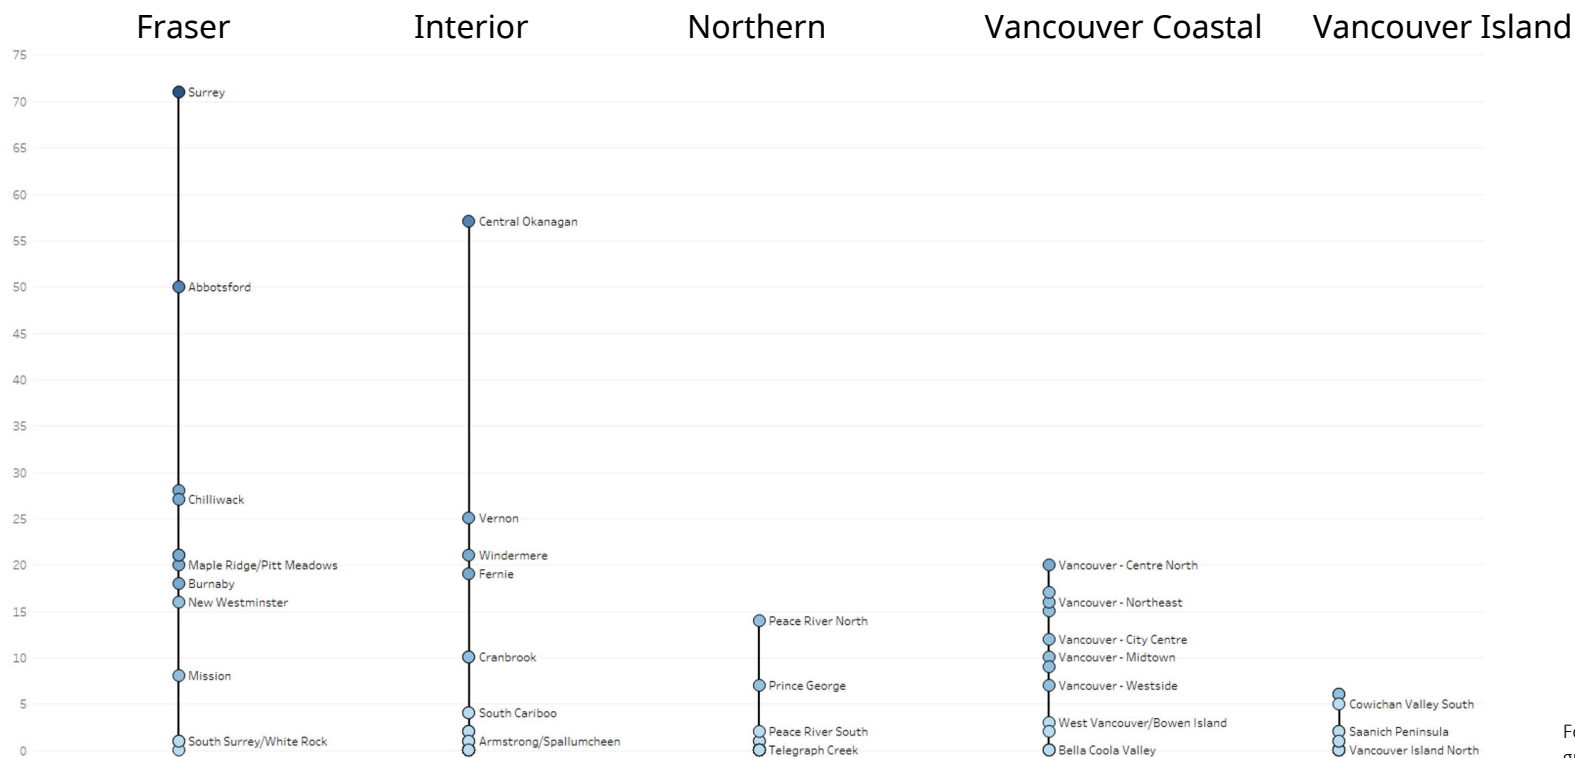 Fraser Interior Northern Vancouver Coastal Vancouver Island
75
Surrey
70
65
60
Central Okanagan
55
50 Abbotsford
45
40
35
30
Chilliwack
25 Vernon
Windermere
20 Maple Ridge/Pitt Meadows Vancouver - Centre North
Fernie
Burnaby
New Westminster Vancouver - Northeast
15
Peace River North
Vancouver - City Centre
10 Cranbrook Vancouver - Midtown
Mission
Prince George Vancouver - Westside
5 Cowichan Valley South
South Cariboo
West Vancouver/Bowen Island
Peace River South Saanich Peninsula
South Surrey/White Rock Armstrong/Spallumcheen
0 Telegraph Creek Bella Coola Valley Vancouver Island North